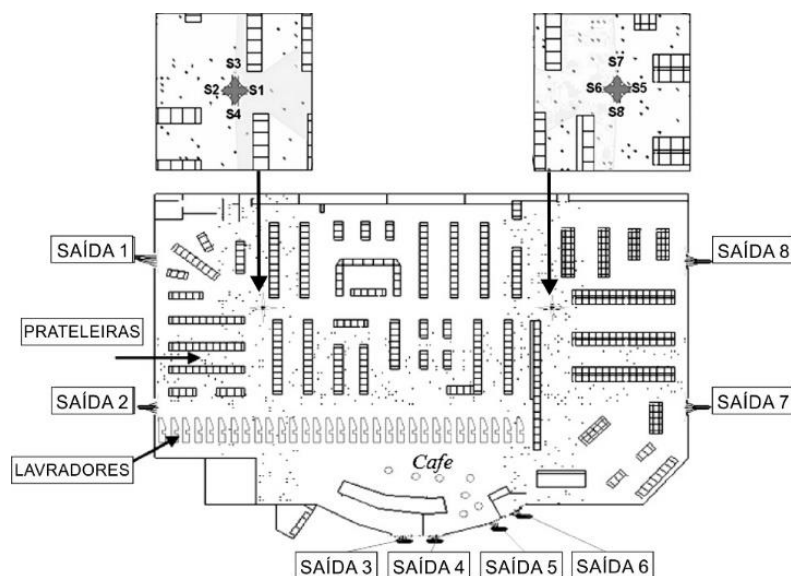 S3
S2
S1
S4
S7
S6
S5
S8
SAÍDA 1
SAÍDA 8
PRATELEIRAS
SAÍDA 2
SAÍDA 7
LAVRADORES
Cafe
SAÍDA 3
SAÍDA 4
SAÍDA 5
SAÍDA 6